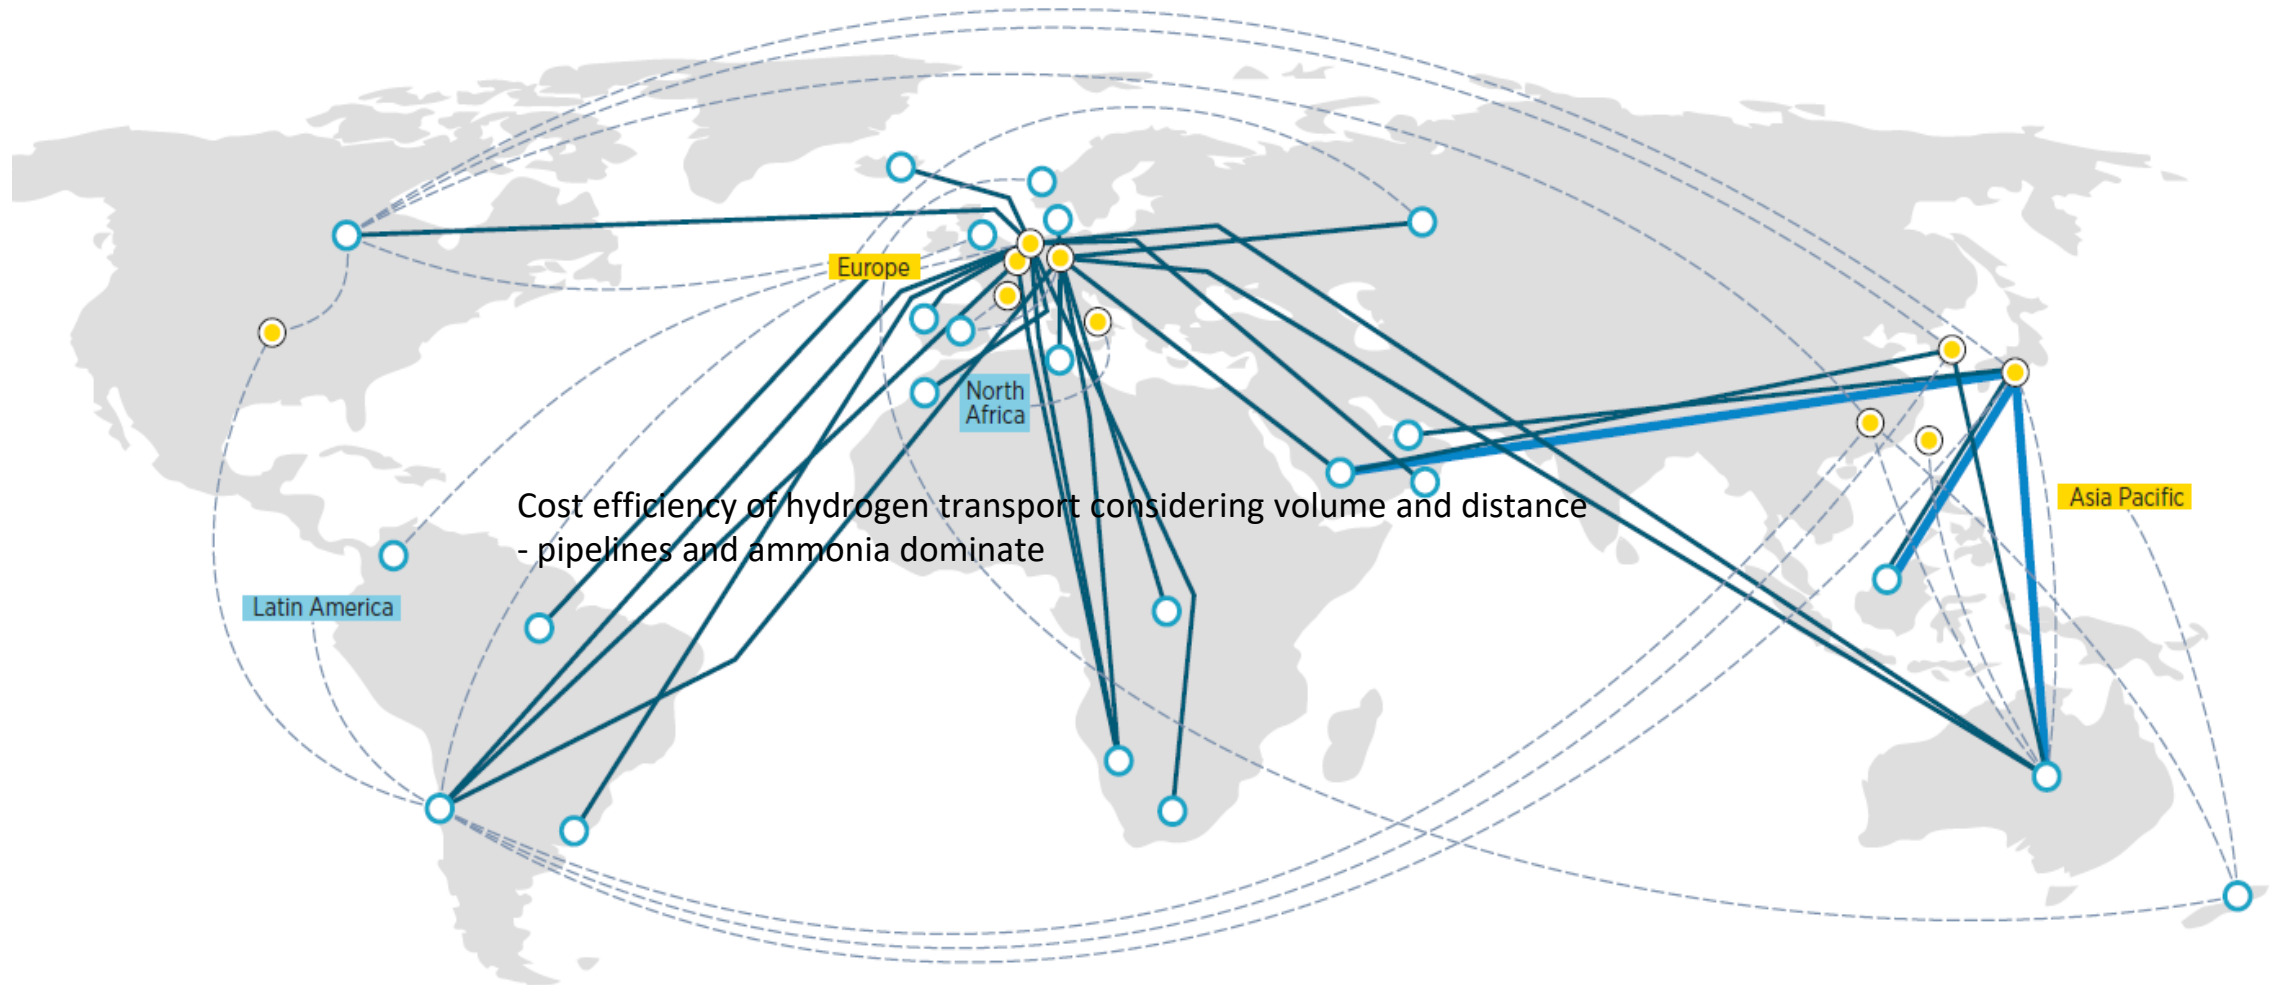 Europe
North
Africa
Cost efficiency of hydrogen transport considering volume and distance
- pipelines and ammonia dominate
Asia Pacific
Latin America